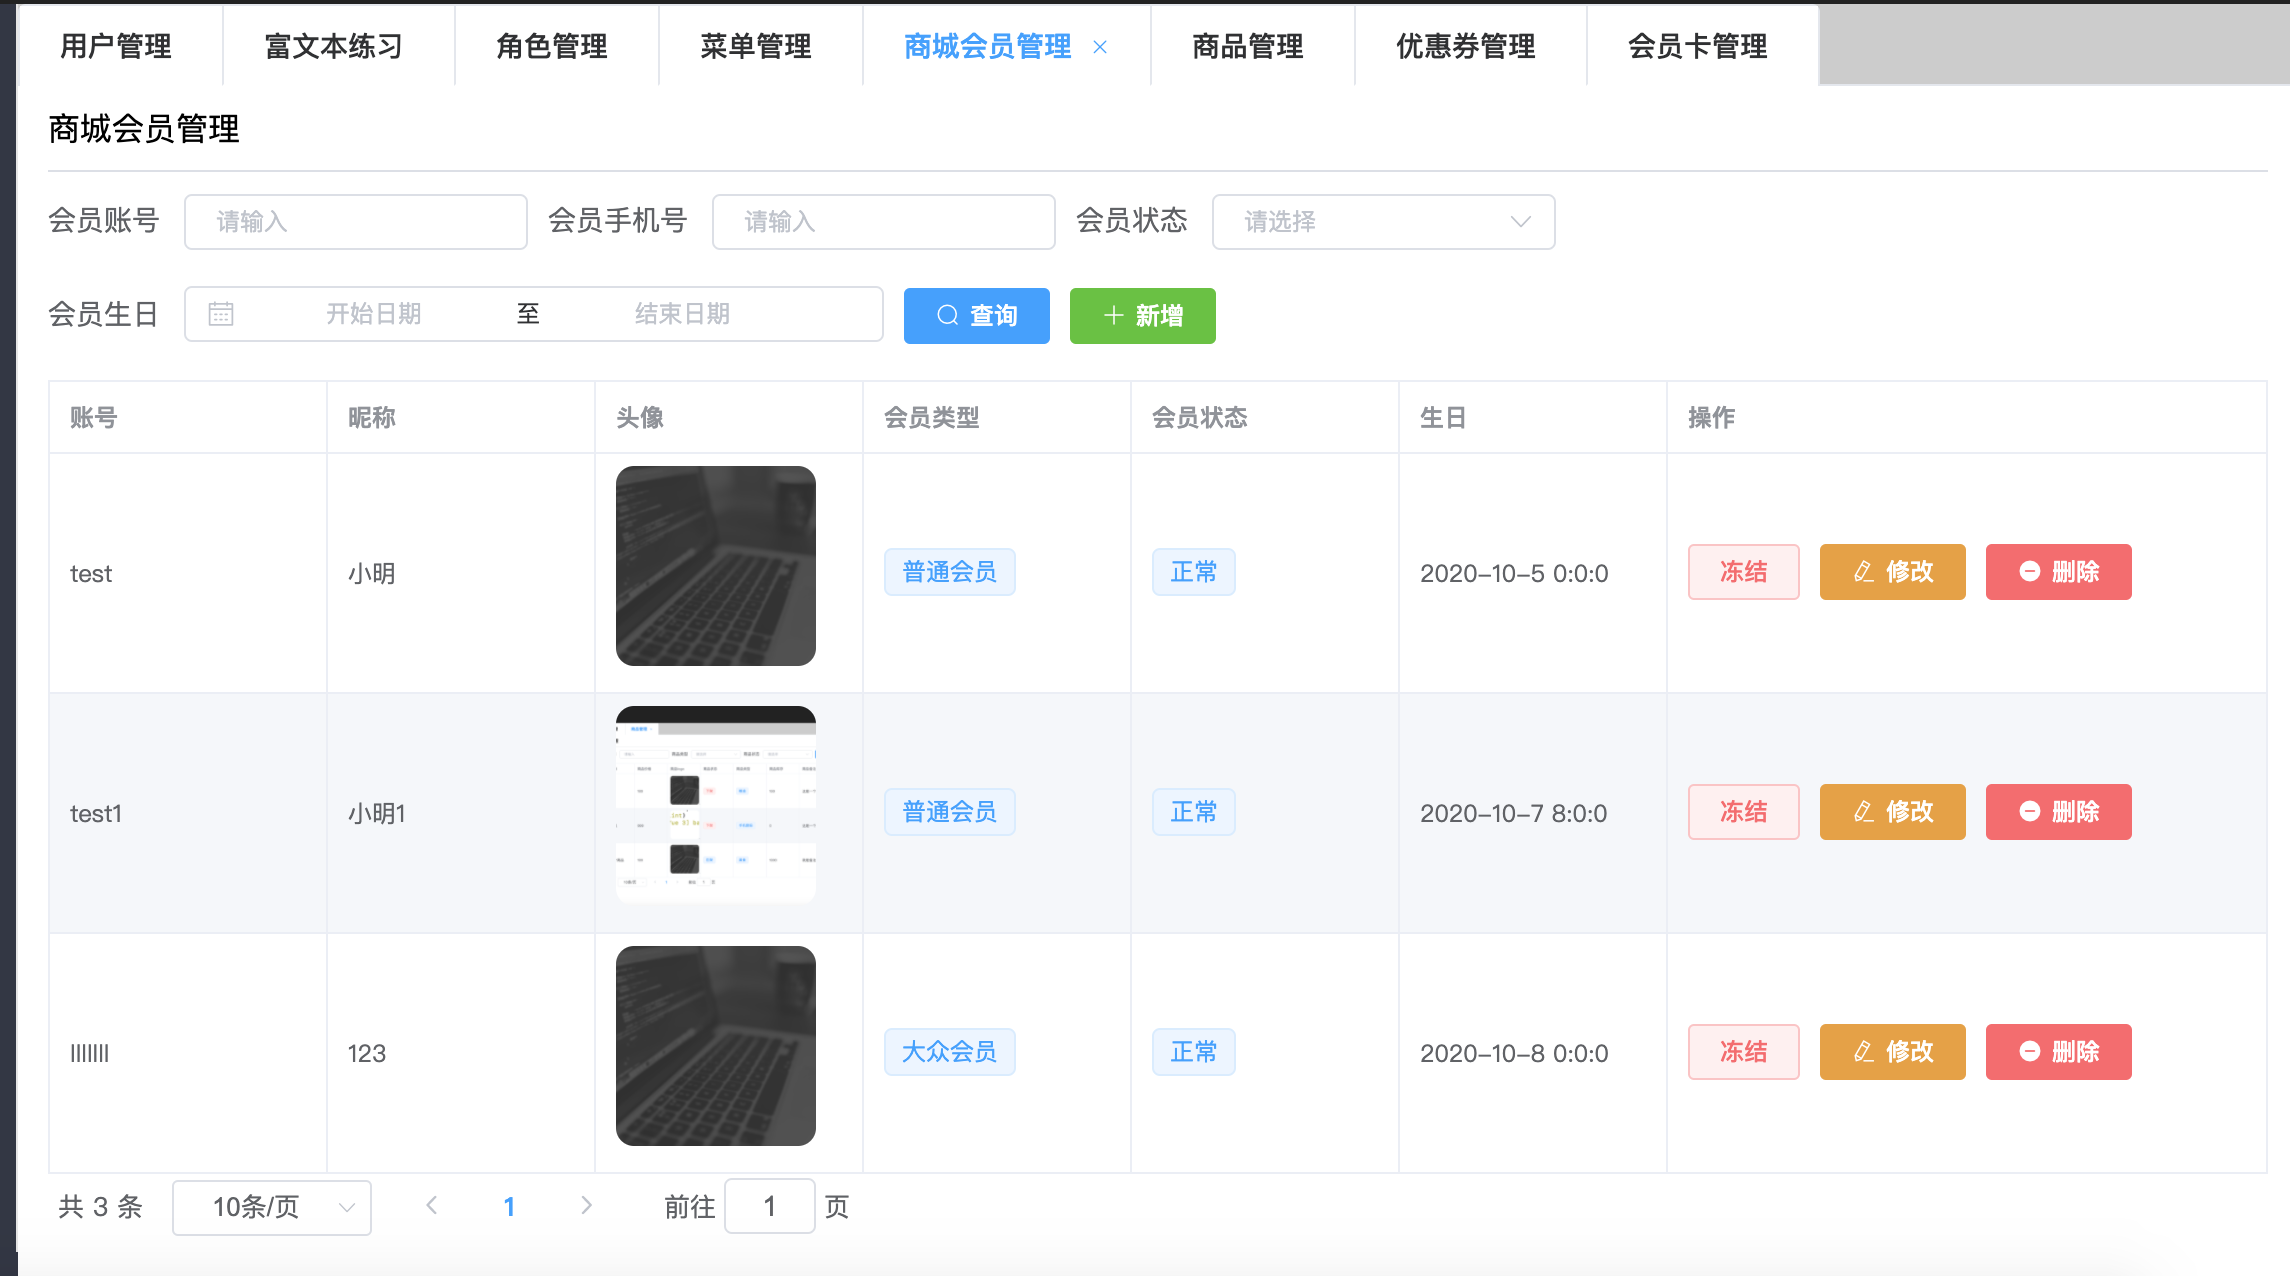 用户管理 富文本练习 角色管理 菜单管理 商城会员管理 商品管理 优惠券管理 会员卡管理
商城会员管理
会员账号 请输入 会员手机号 请输入 会员状态 请选择
会员生日 开始日期 至 结束日期 查询 新增
账号 昵称 头像 会员类型 会员状态 生日 操作
test 小明 普通会员 正常 2020-10-5 0:0:0 冻结 修改 删除
test1 小明1 普通会员 正常 2020-10-7 8:0:0 冻结 修改 删除
lllllll 123 大众会员 正常 2020-10-8 0:0:0 冻结 修改 删除
共 3 条 10条/页 1 前往 1 页